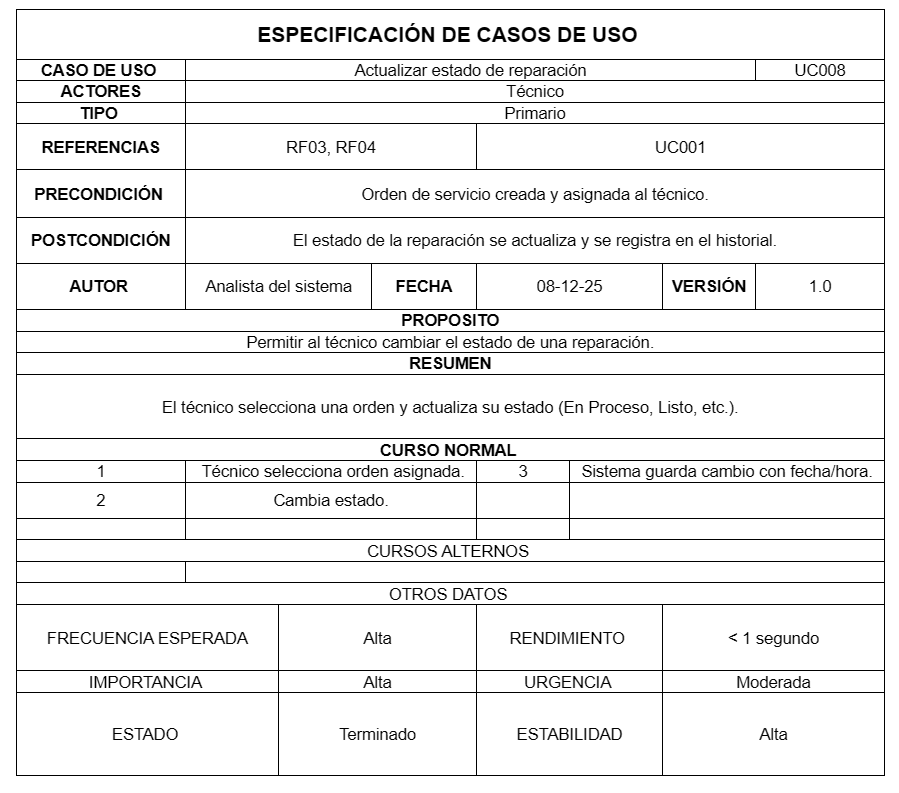 ESPECIFICACIÓN DE CASOS DE USO
CASO DE USO Actualizar estado de reparación UC008
ACTORES Técnico
TIPO Primario
REFERENCIAS RF03, RF04 UC001
PRECONDICIÓN Orden de servicio creada y asignada al técnico.
POSTCONDICIÓN El estado de la reparación se actualiza y se registra en el historial.
AUTOR Analista del sistema FECHA 08-12-25 VERSIÓN 1.0
PROPOSITO
Permitir al técnico cambiar el estado de una reparación.
RESUMEN
El técnico selecciona una orden y actualiza su estado (En Proceso, Listo, etc.).
CURSO NORMAL
1 Técnico selecciona orden asignada. 3 Sistema guarda cambio con fecha/hora.
2 Cambia estado.
CURSOS ALTERNOS
OTROS DATOS
FRECUENCIA ESPERADA Alta RENDIMIENTO < 1 segundo
IMPORTANCIA Alta URGENCIA Moderada
ESTADO Terminado ESTABILIDAD Alta